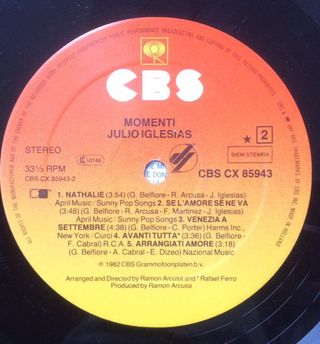 CBS
MOMENTI
JULIO IGLESIAS
STEREO
★ 2
BIEM STEMRA
33⅓ RPM
CBS CX 85943-2
CBS CX 85943
1. NATHALIE (3:54) (G. Belfiore - R. Arcusa - J. Iglesias)
April Music / Sunny Pop Songs 2. SE L'AMORE SE NE VA
(3:48) (G. Belfiore - R. Arcusa - F. Martinez - J. Iglesias)
April Music / Sunny Pop Songs 3. VENEZIA A
SETTEMBRE (4:38) (G. Belfiore - C. Porter) Harms Inc.,
New York / Curci 4. AVANTI TUTTA* (3:36) (G. Belfiore - F.
Cabral) R.C.A. 5. ARRANGIATI AMORE (3:18)
(G. Belfiore - A. Cabral - E. Dizeo) National Music
℗ 1982 CBS Grammofoonplaten b.v.
Arranged and Directed by Ramon Arcusa - and * Rafael Ferro
Produced by Ramon Arcusa